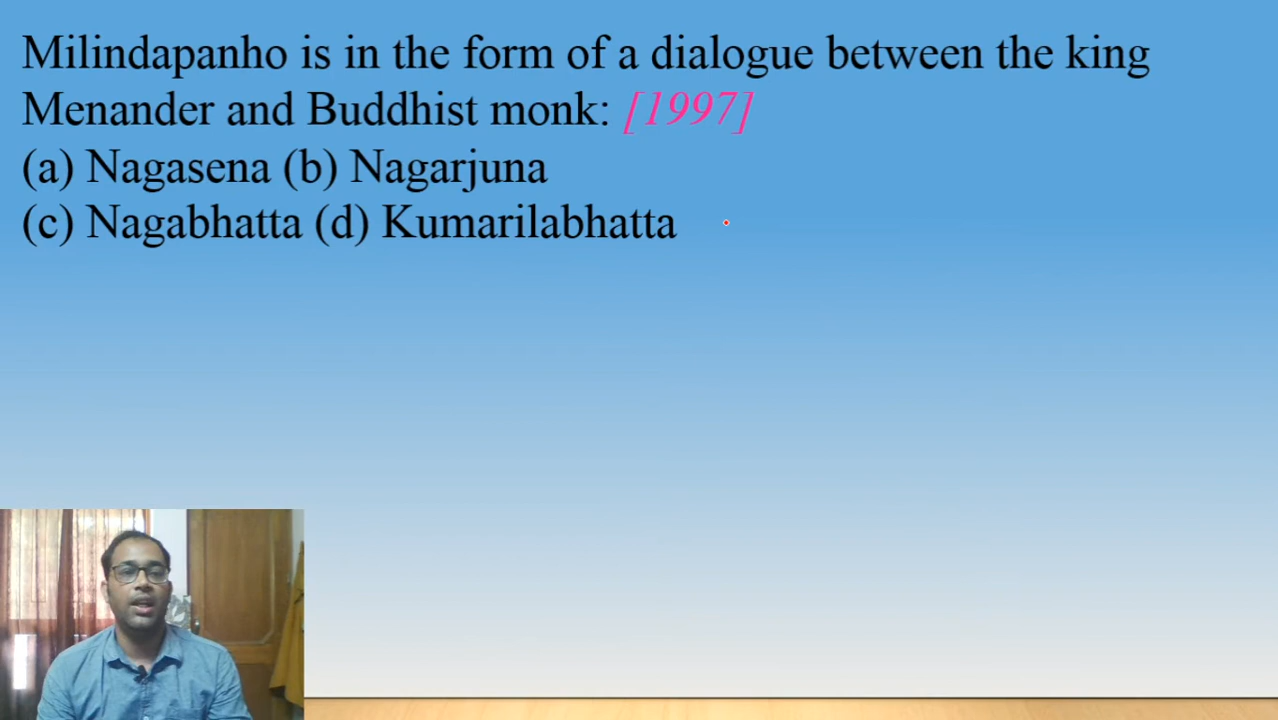 Milindapanho is in the form of a dialogue between the king
Menander and Buddhist monk: [1997]
(a) Nagasena (b) Nagarjuna
(c) Nagabhatta (d) Kumarilabhatta